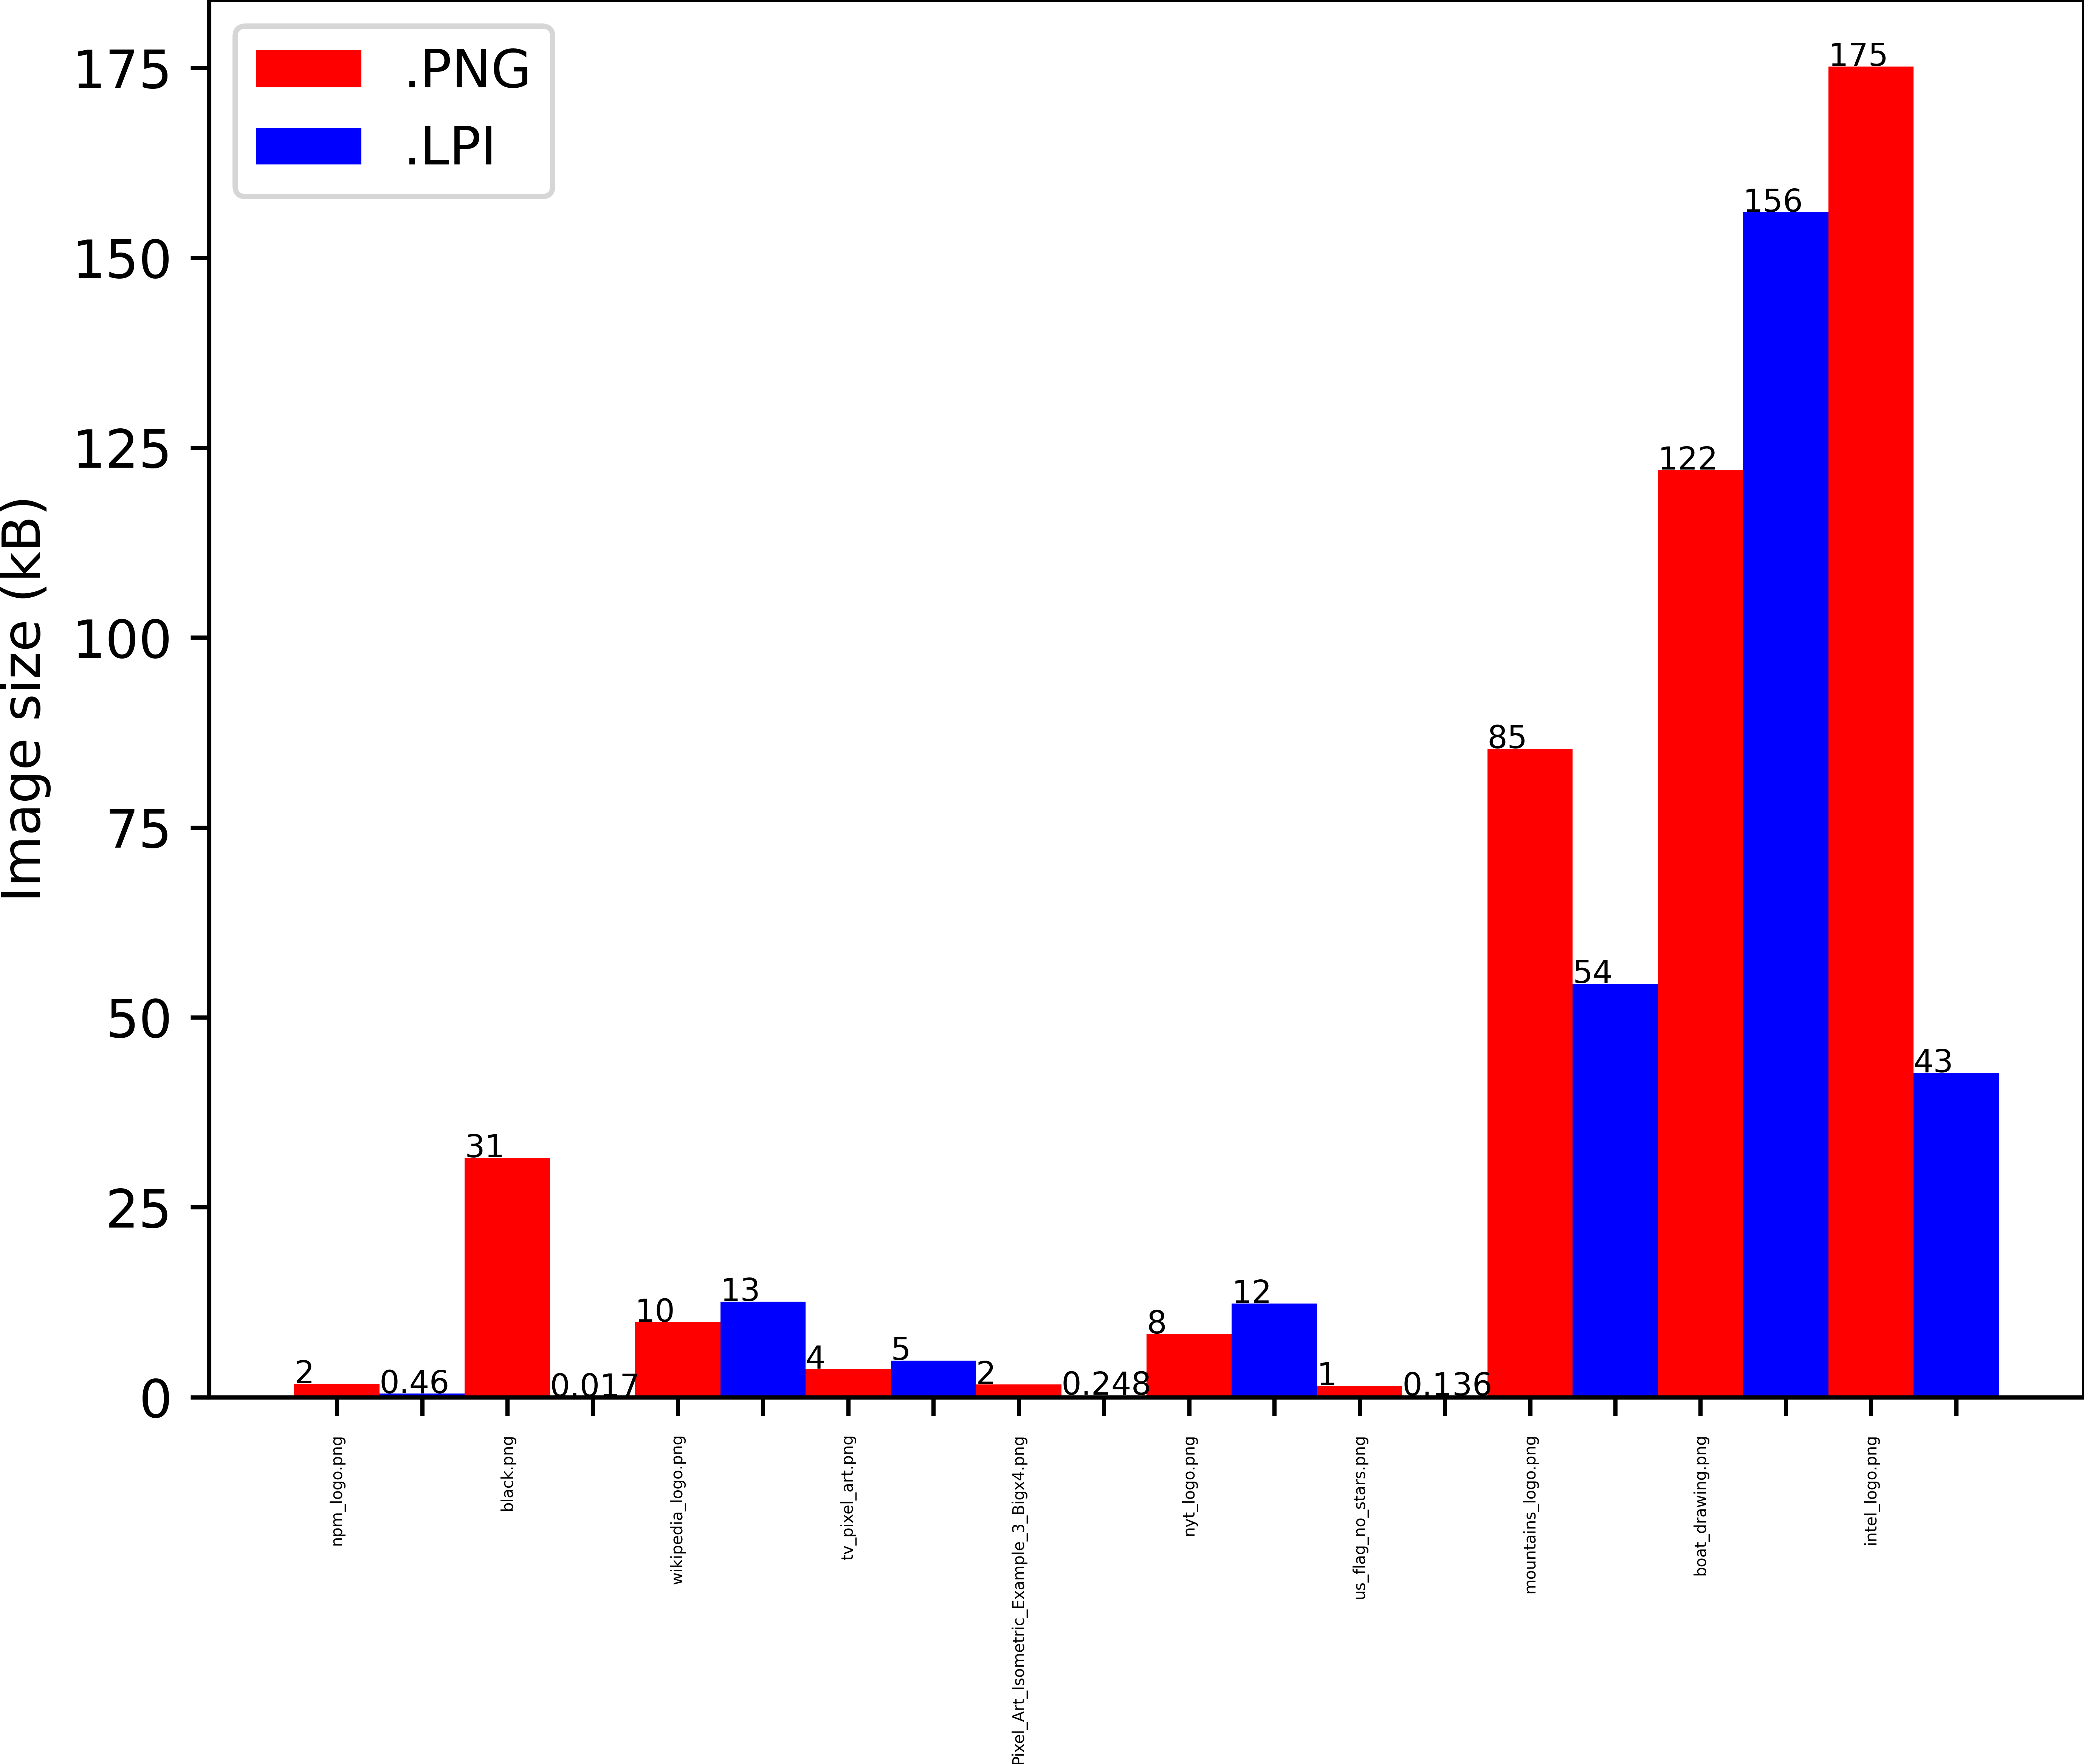 .PNG
.LPI
Image size (kB)
175
150
125
100
75
50
25
0
2
0.46
31
0.017
10
13
4
5
2
0.248
8
12
1
0.136
85
54
122
156
175
43
npm_logo.png
black.png
wikipedia_logo.png
tv_pixel_art.png
Pixel_Art_Isometric_Example_3_Bigx4.png
nyt_logo.png
us_flag_no_stars.png
mountains_logo.png
boat_drawing.png
intel_logo.png